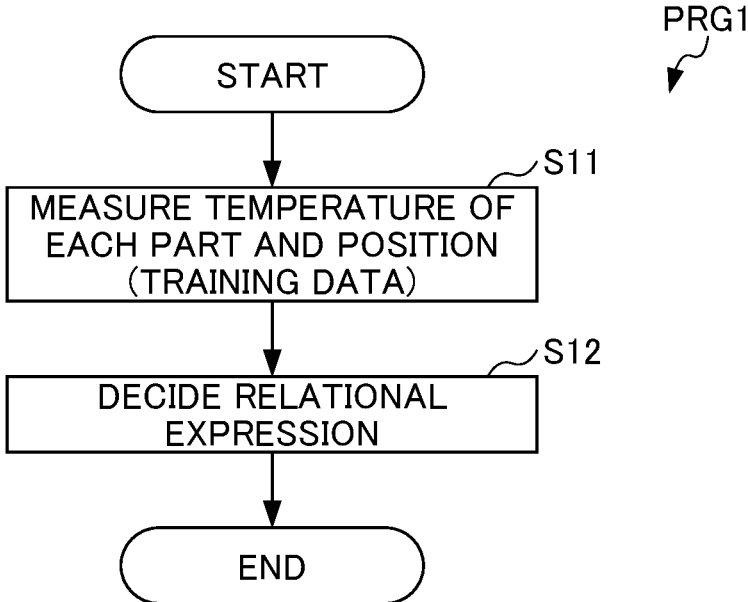 PRG1
START
S11
MEASURE TEMPERATURE OF
EACH PART AND POSITION
(TRAINING DATA)
S12
DECIDE RELATIONAL
EXPRESSION
END